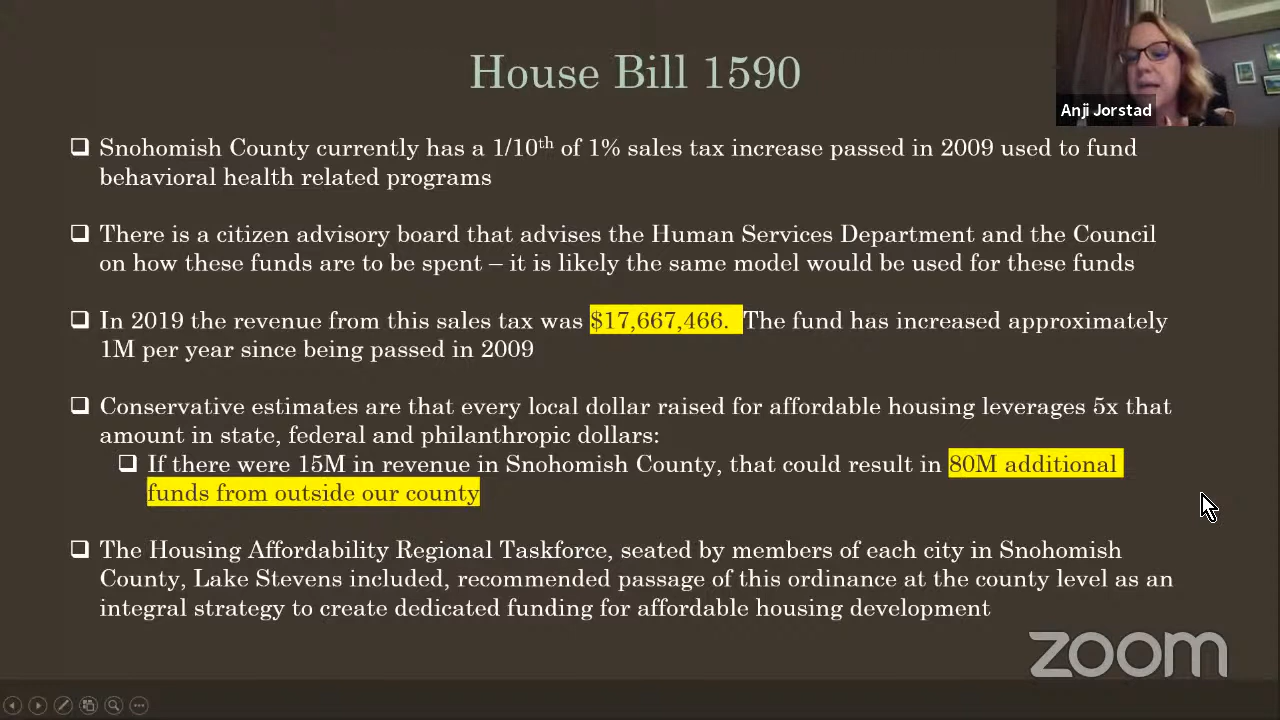 House Bill 1590
Anji Jorstad
❑ Snohomish County currently has a 1/10th of 1% sales tax increase passed in 2009 used to fund
behavioral health related programs
❑ There is a citizen advisory board that advises the Human Services Department and the Council
on how these funds are to be spent – it is likely the same model would be used for these funds
❑ In 2019 the revenue from this sales tax was $17,667,466. The fund has increased approximately
1M per year since being passed in 2009
❑ Conservative estimates are that every local dollar raised for affordable housing leverages 5x that
amount in state, federal and philanthropic dollars:
❑ If there were 15M in revenue in Snohomish County, that could result in 80M additional
funds from outside our county
❑ The Housing Affordability Regional Taskforce, seated by members of each city in Snohomish
County, Lake Stevens included, recommended passage of this ordinance at the county level as an
integral strategy to create dedicated funding for affordable housing development
zoom